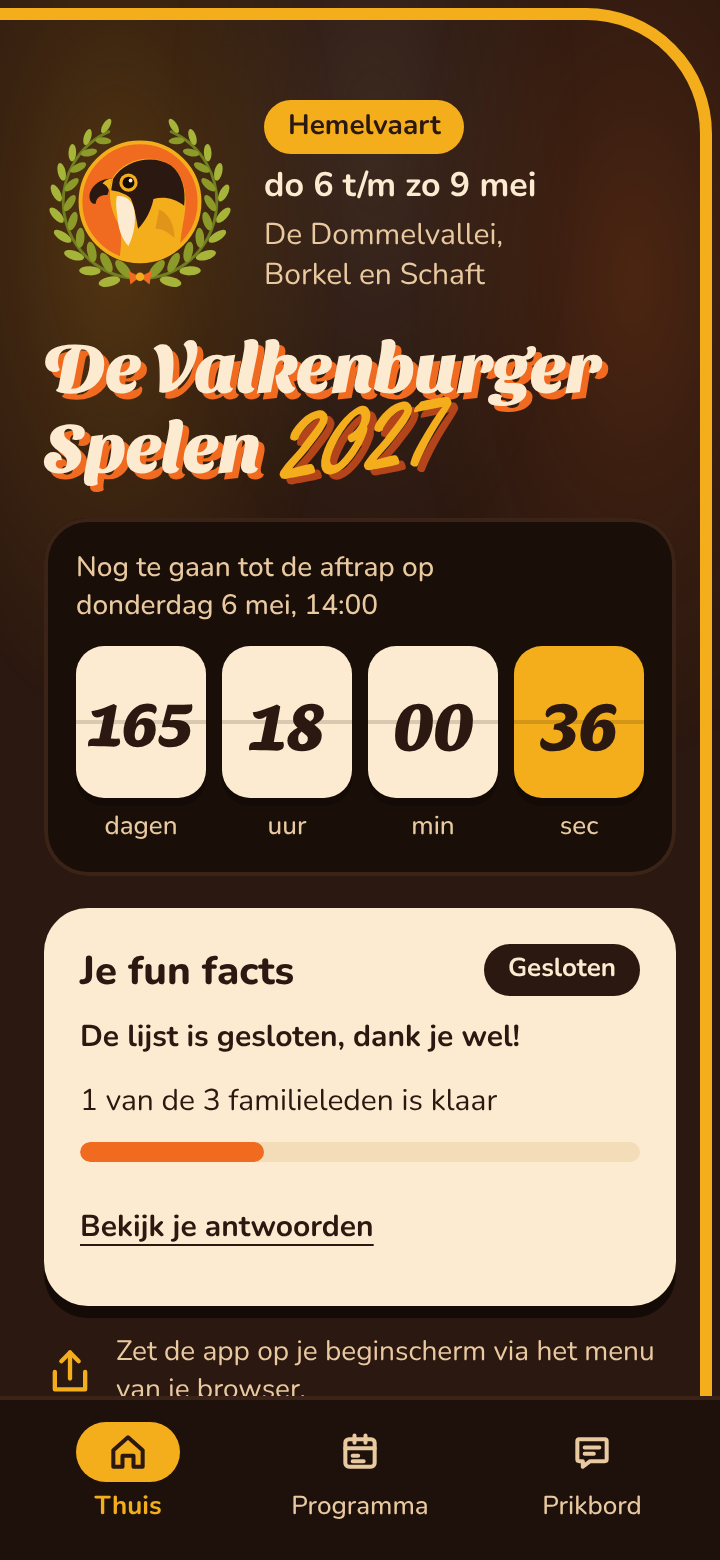 Hemelvaart
do 6 t/m zo 9 mei
De Dommelvallei,
Borkel en Schaft
De Valkenburger
Spelen 2027
Nog te gaan tot de aftrap op
donderdag 6 mei, 14:00
165 18 00 36
dagen uur min sec
Je fun facts Gesloten
De lijst is gesloten, dank je wel!
1 van de 3 familieleden is klaar
Bekijk je antwoorden
Zet de app op je beginscherm via het menu
van je browser.
Thuis Programma Prikbord